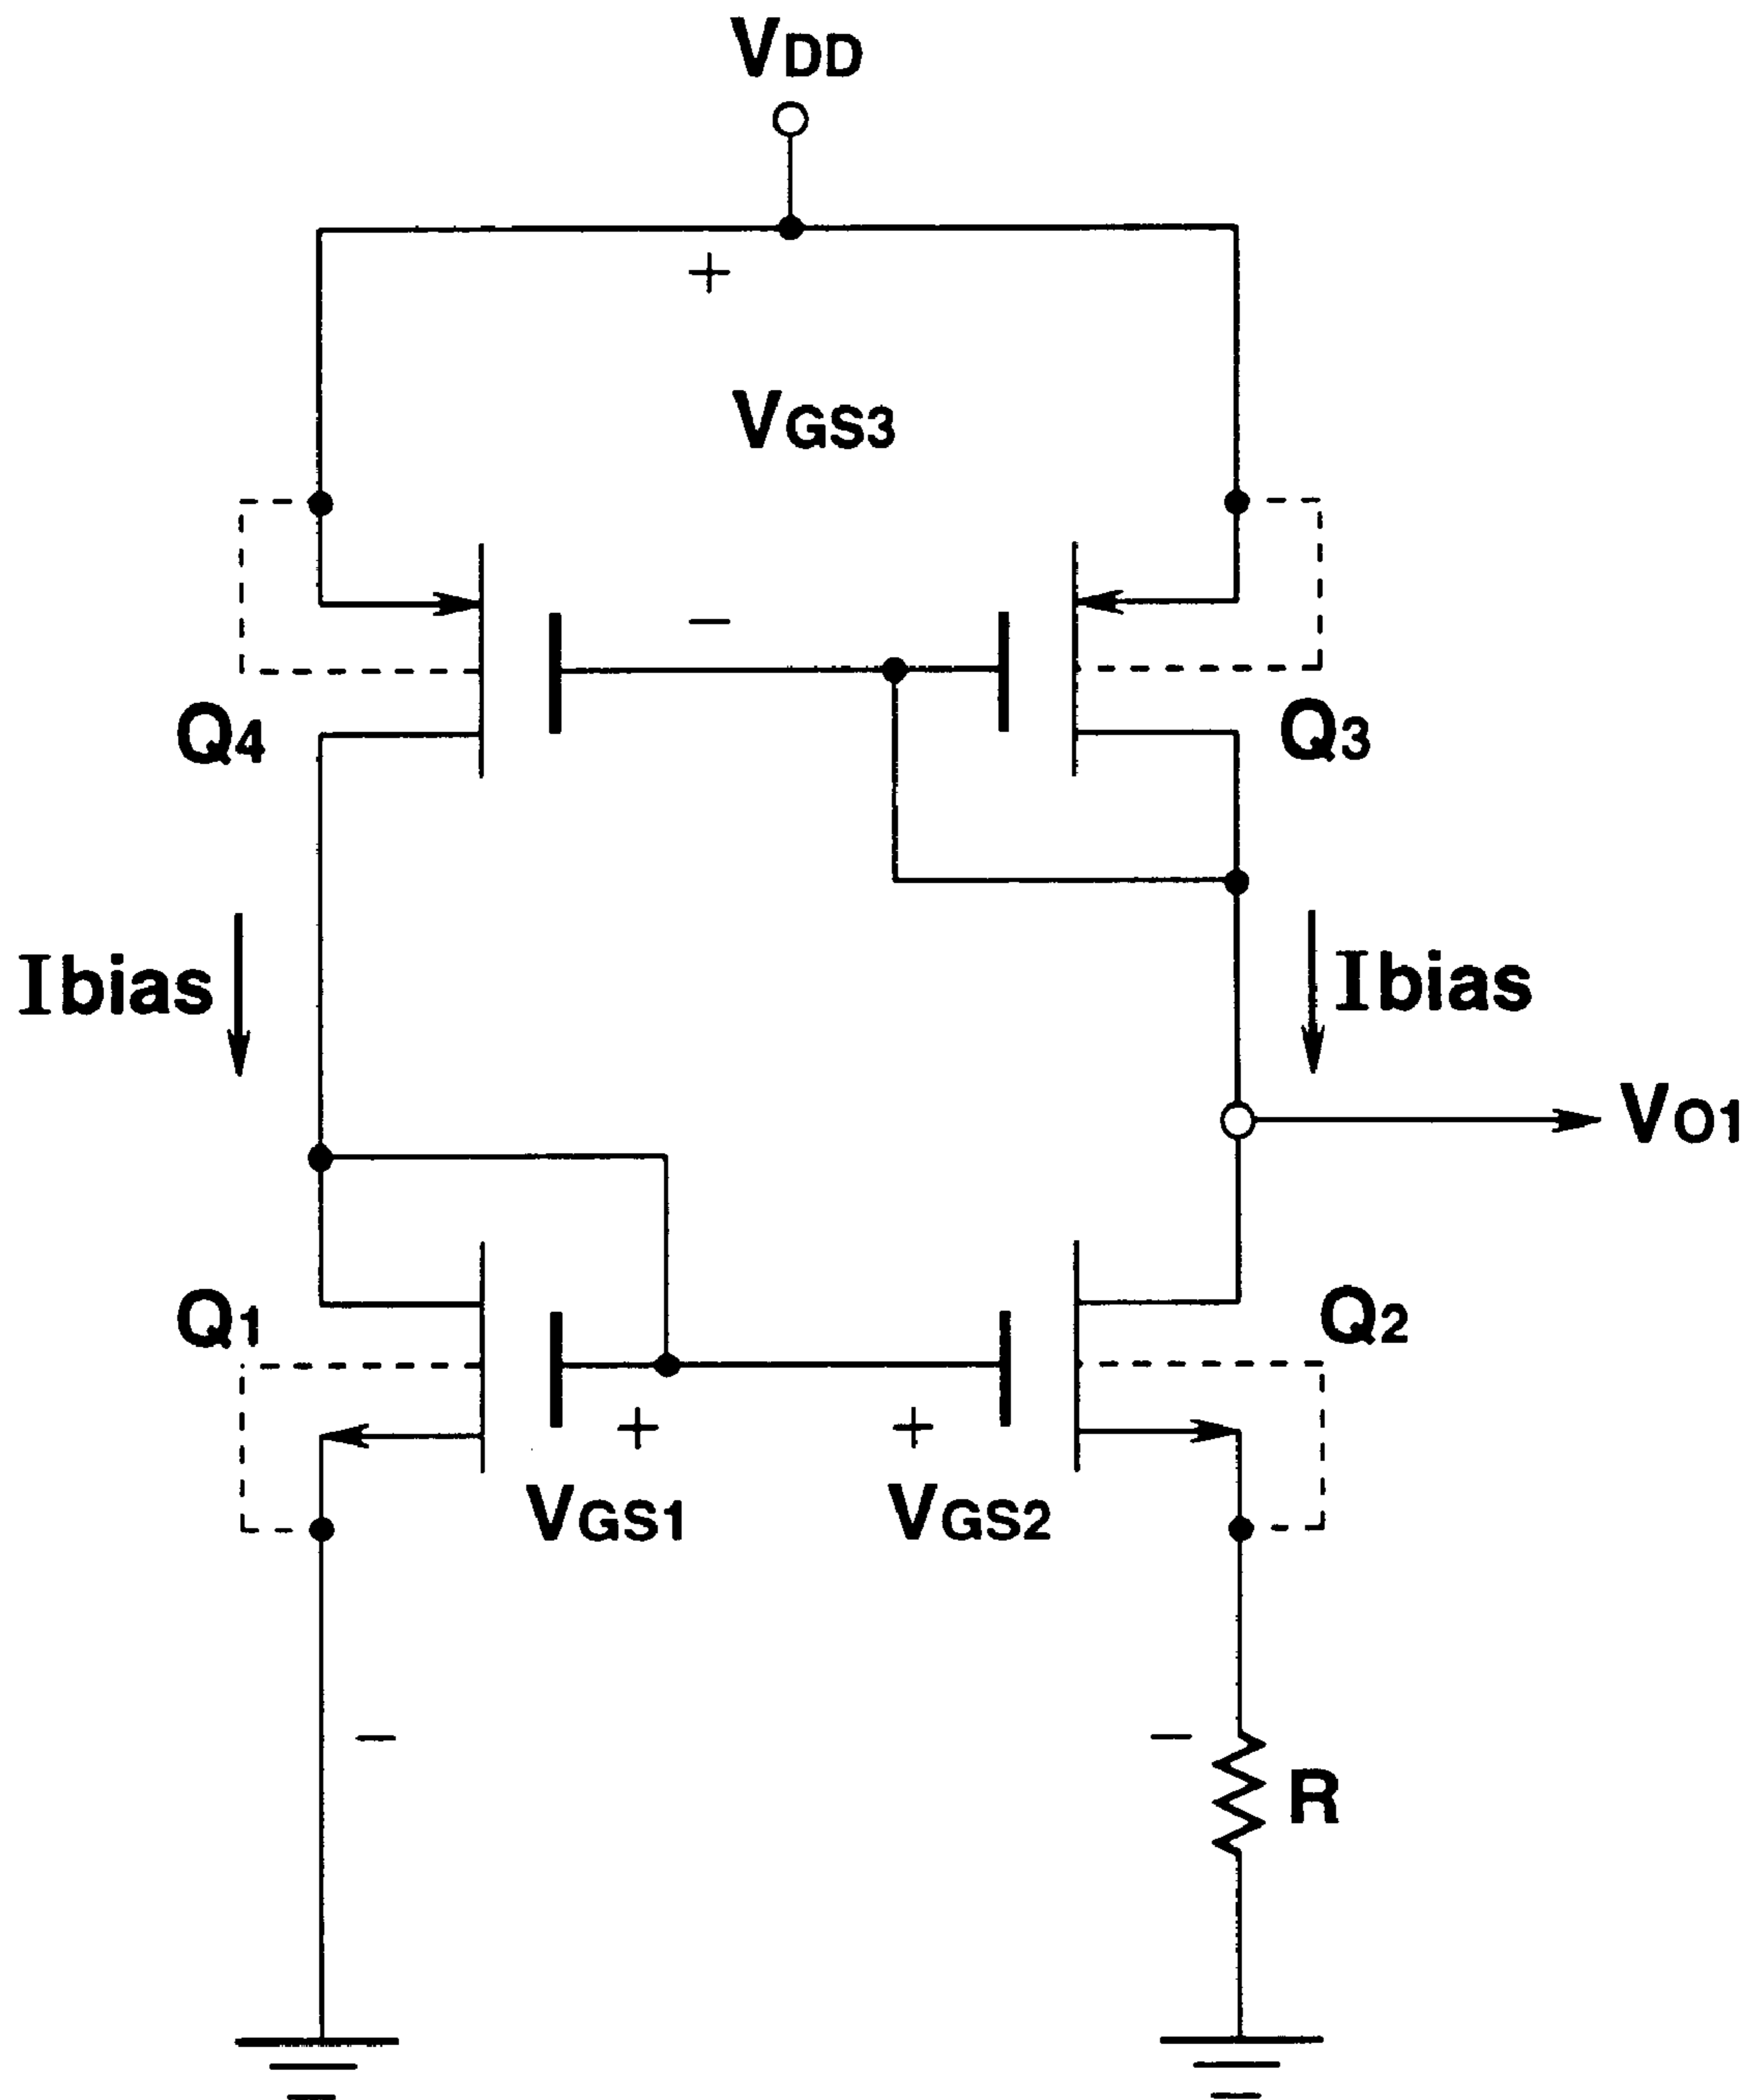 VDD
+
VGS3
−
Q4
Q3
Ibias
Ibias
VO1
Q1
Q2
+
+
VGS1
VGS2
−
−
R